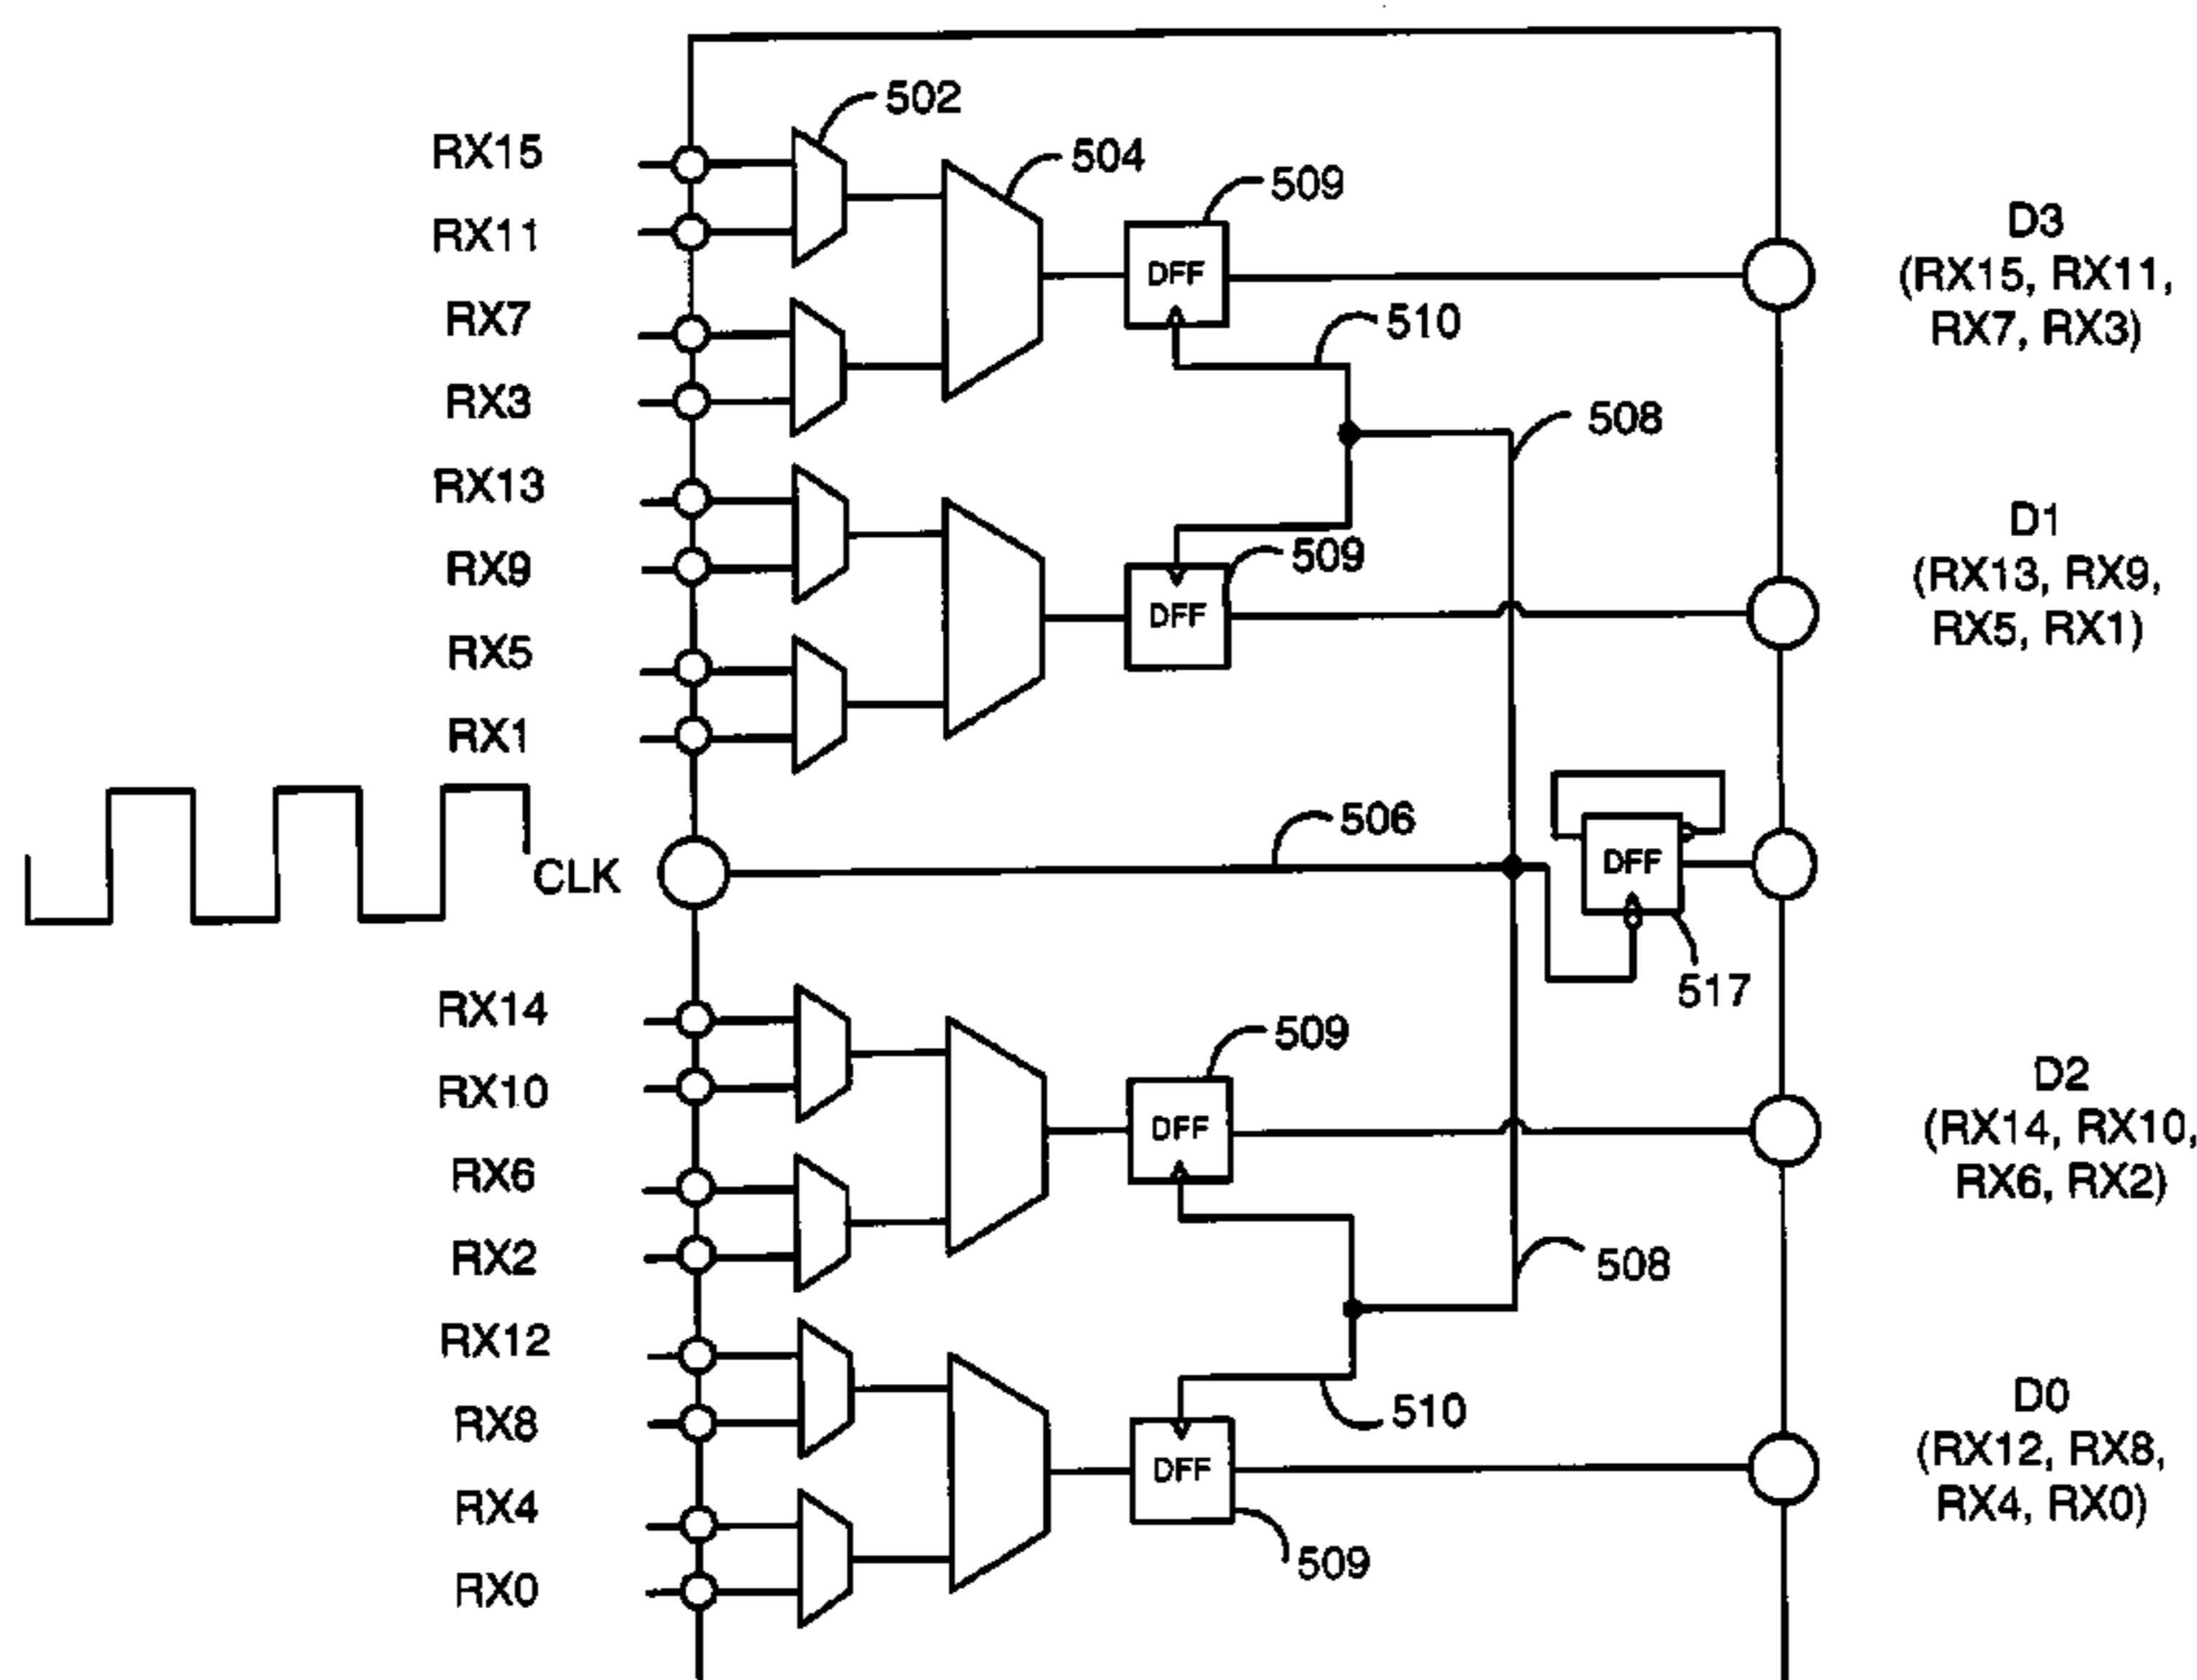 502
RX15
504
509
RX11
D3
(RX15, RX11,
RX7, RX3)
DFF
RX7
510
RX3
508
RX13
509
D1
(RX13, RX9,
RX5, RX1)
RX9
DFF
RX5
RX1
506
CLK
DFF
517
RX14
509
D2
(RX14, RX10,
RX6, RX2)
RX10
DFF
RX6
RX2
508
RX12
510
D0
(RX12, RX8,
RX4, RX0)
RX8
DFF
RX4
509
RX0